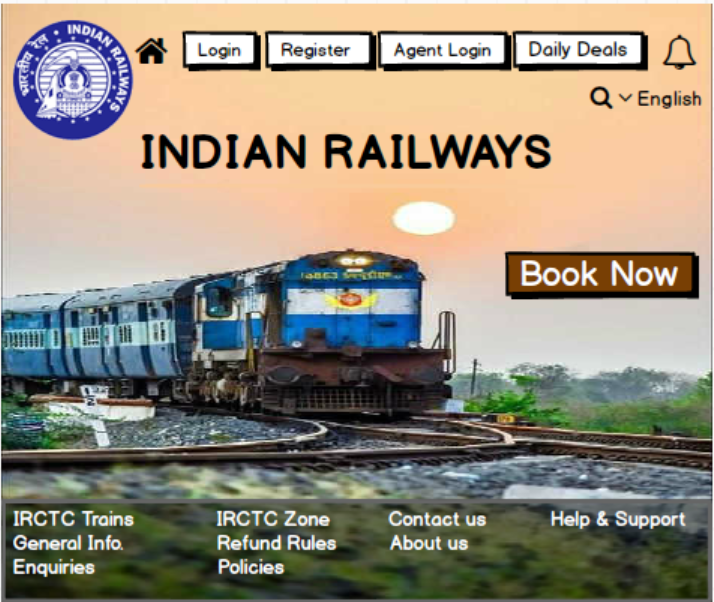 भारतीय रेल
INDIAN RAILWAYS
Login
Register
Agent Login
Daily Deals
English
INDIAN RAILWAYS
Book Now
IRCTC Trains
IRCTC Zone
Contact us
Help & Support
General Info.
Refund Rules
About us
Enquiries
Policies